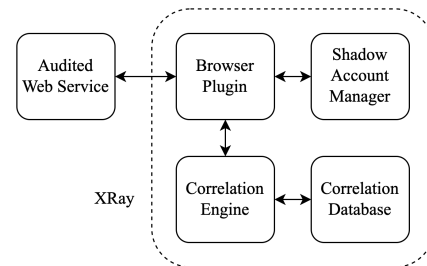 Audited
Web Service
Browser
Plugin
Shadow
Account
Manager
XRay
Correlation
Engine
Correlation
Database